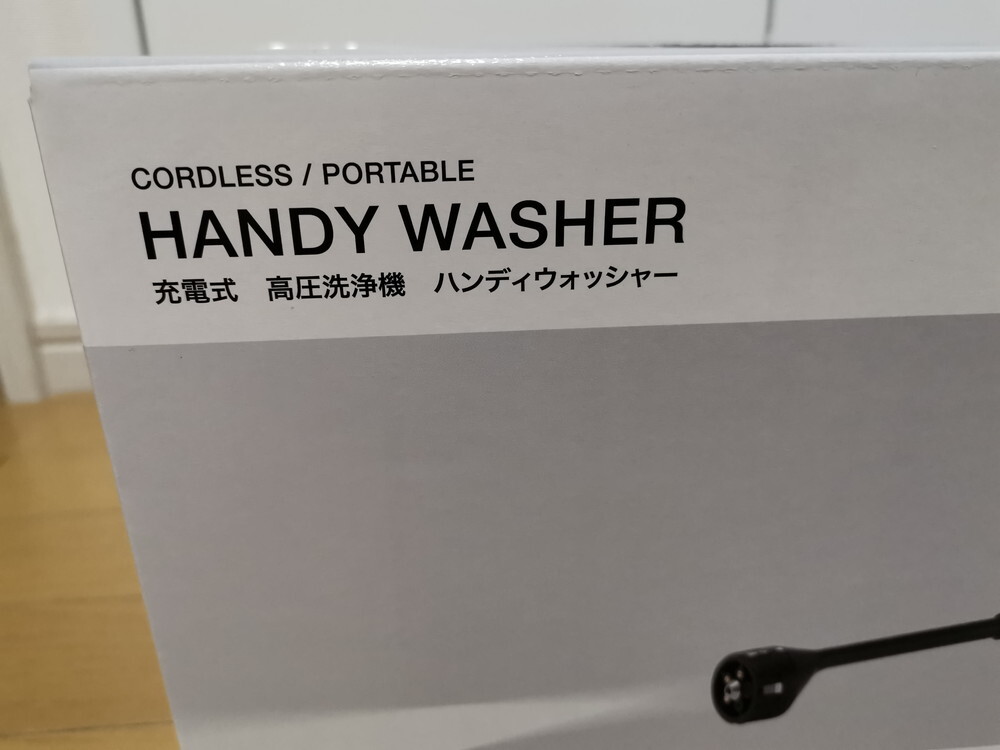 CORDLESS / PORTABLE
HANDY WASHER
充電式　高圧洗浄機　ハンディウォッシャー